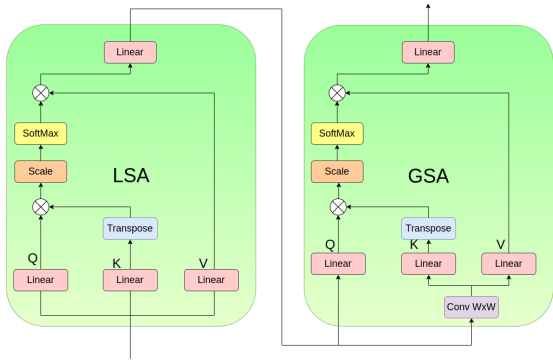 Linear
SoftMax
Scale
LSA
Transpose
Q
K
V
Linear
Linear
Linear
Linear
SoftMax
Scale
GSA
Transpose
Q
K
V
Linear
Linear
Linear
Conv WxW